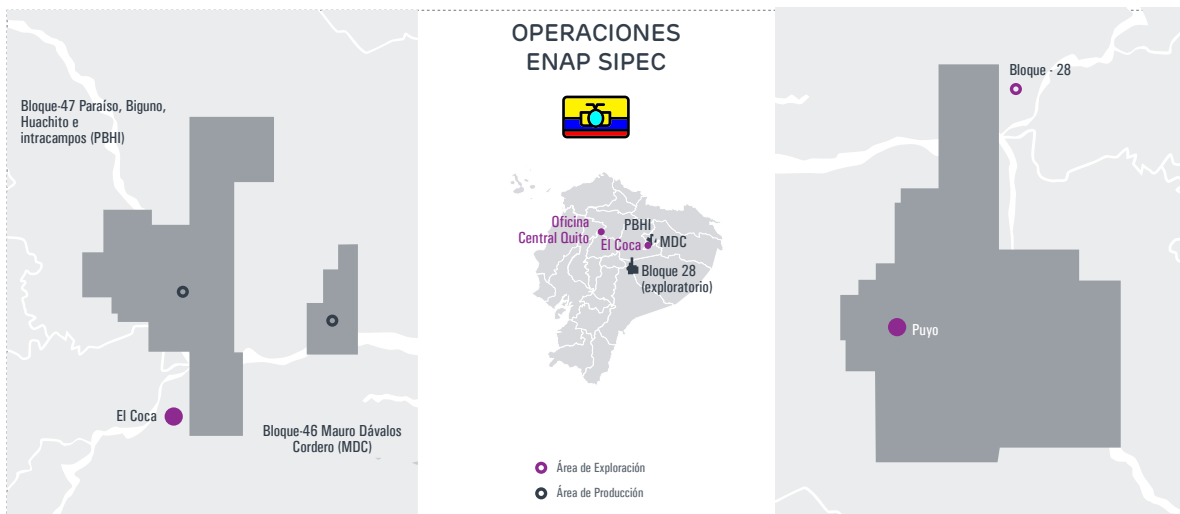 Bloque-47 Paraíso, Biguno,
Huachito e
intracampos (PBHI)
El Coca
Bloque-46 Mauro Dávalos
Cordero (MDC)
OPERACIONES
ENAP SIPEC
Oficina
Central Quito
PBHI
El Coca
MDC
Bloque 28
(exploratorio)
Área de Exploración
Área de Producción
Bloque - 28
Puyo